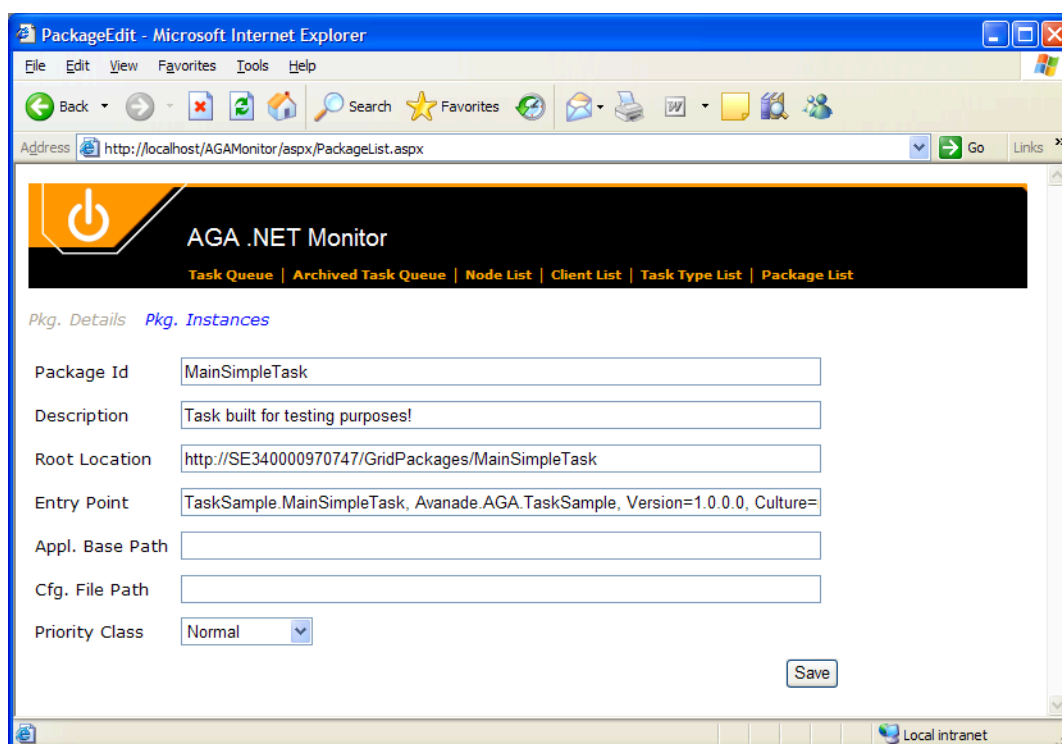 PackageEdit - Microsoft Internet Explorer
File Edit View Favorites Tools Help
Back Search Favorites
Address http://localhost/AGAMonitor/aspx/PackageList.aspx Go Links »
AGA .NET Monitor
Task Queue | Archived Task Queue | Node List | Client List | Task Type List | Package List
Pkg. Details Pkg. Instances
Package Id MainSimpleTask
Description Task built for testing purposes!
Root Location http://SE340000970747/GridPackages/MainSimpleTask
Entry Point TaskSample.MainSimpleTask, Avanade.AGA.TaskSample, Version=1.0.0.0, Culture=
Appl. Base Path
Cfg. File Path
Priority Class Normal
Save
Local intranet